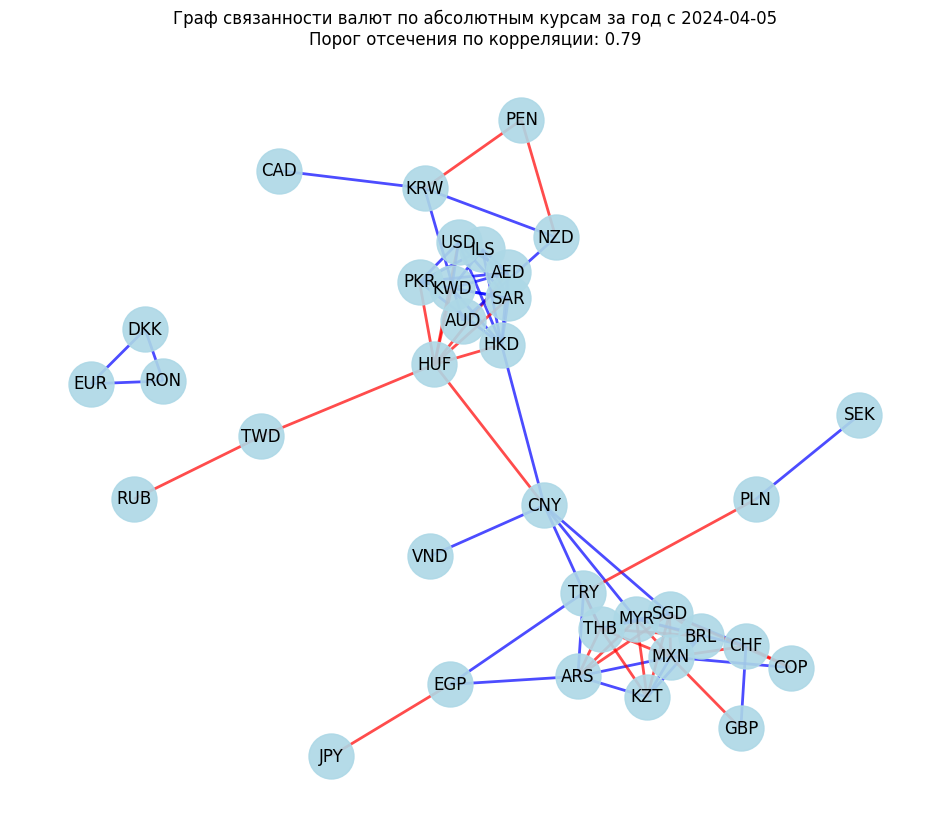 Граф связанности валют по абсолютным курсам за год с 2024-04-05
Порог отсечения по корреляции: 0.79
PEN
CAD
KRW
NZD
USD
ILS
AED
PKR
KWD
SAR
AUD
DKK
HKD
HUF
EUR
RON
SEK
TWD
RUB
PLN
CNY
VND
TRY
SGD
MYR
THB
BRL
CHF
MXN
COP
ARS
EGP
KZT
GBP
JPY